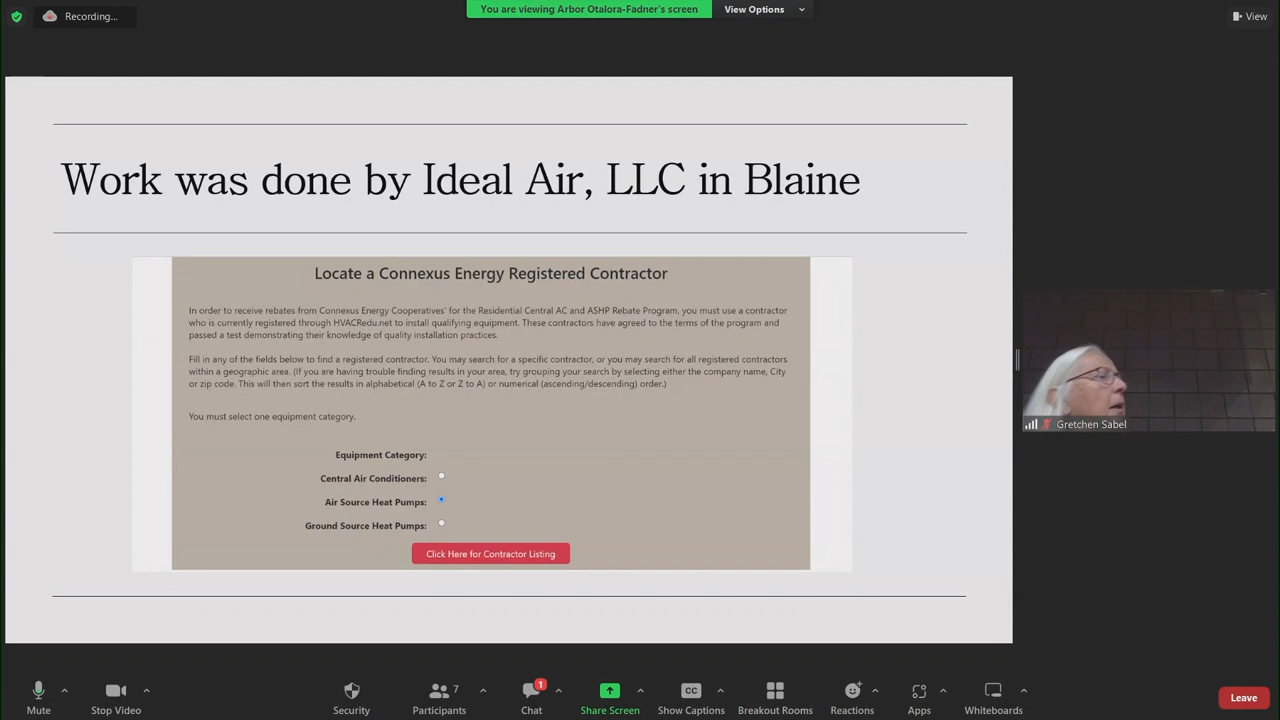 Recording...
You are viewing Arbor Otalora-Fadner's screen
View Options
View
Work was done by Ideal Air, LLC in Blaine
Locate a Connexus Energy Registered Contractor
In order to receive rebates from Connexus Energy Cooperatives' for the Residential Central AC and ASHP Rebate Program, you must use a contractor
who is currently registered through HVACRedu.net to install qualifying equipment. These contractors have agreed to the terms of the program and
passed a test demonstrating their knowledge of quality installation practices.
Fill in any of the fields below to find a registered contractor. You may search for a specific contractor, or you may search for all registered contractors
within a geographic area. (If you are having trouble finding results in your area, try grouping your search by selecting either the company name, City
or zip code. This will then sort the results in alphabetical (A to Z or Z to A) or numerical (ascending/descending) order.)
You must select one equipment category.
Equipment Category:
Central Air Conditioners:
Air Source Heat Pumps:
Ground Source Heat Pumps:
Click Here for Contractor Listing
Gretchen Sabel
Mute
Stop Video
Security
Participants 7
Chat 1
Share Screen
CC
Show Captions
Breakout Rooms
Reactions
Apps
Whiteboards
Leave